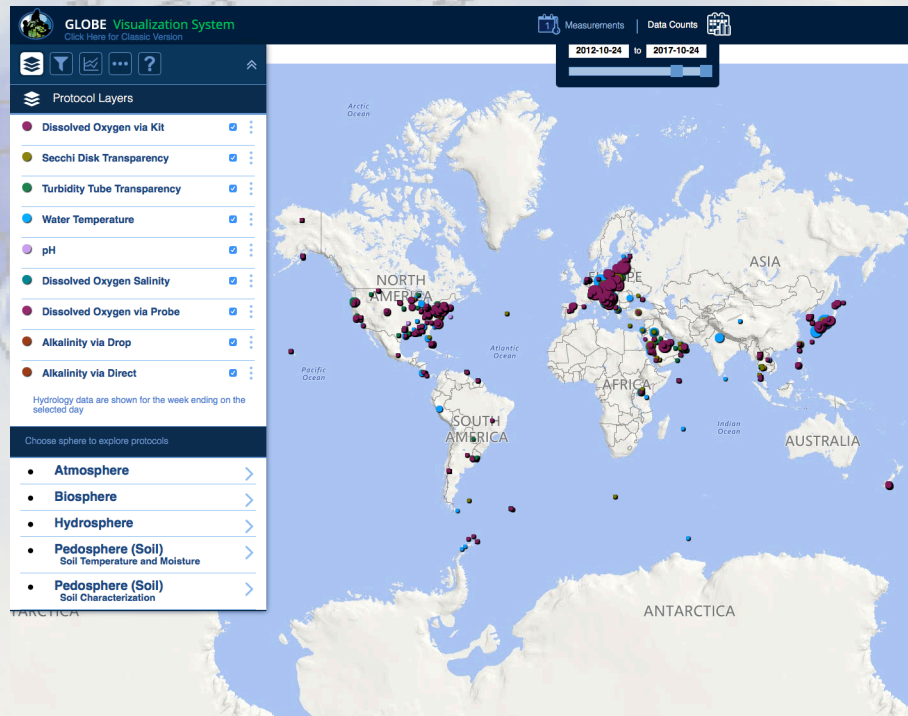 GLOBE Visualization System
Click Here for Classic Version
1 Measurements | Data Counts
2012-10-24 to 2017-10-24
?
Protocol Layers
Dissolved Oxygen via Kit
Secchi Disk Transparency
Turbidity Tube Transparency
Water Temperature
pH
Dissolved Oxygen Salinity
Dissolved Oxygen via Probe
Alkalinity via Drop
Alkalinity via Direct
Hydrology data are shown for the week ending on the
selected day
Choose sphere to explore protocols
Atmosphere
Biosphere
Hydrosphere
Pedosphere (Soil)
Soil Temperature and Moisture
Pedosphere (Soil)
Soil Characterization
Arctic
Ocean
NORTH
AMERICA
EUROPE
ASIA
Atlantic
Ocean
Pacific
Ocean
AFRICA
SOUTH
AMERICA
Indian
Ocean
AUSTRALIA
TARCTICA
ANTARCTICA